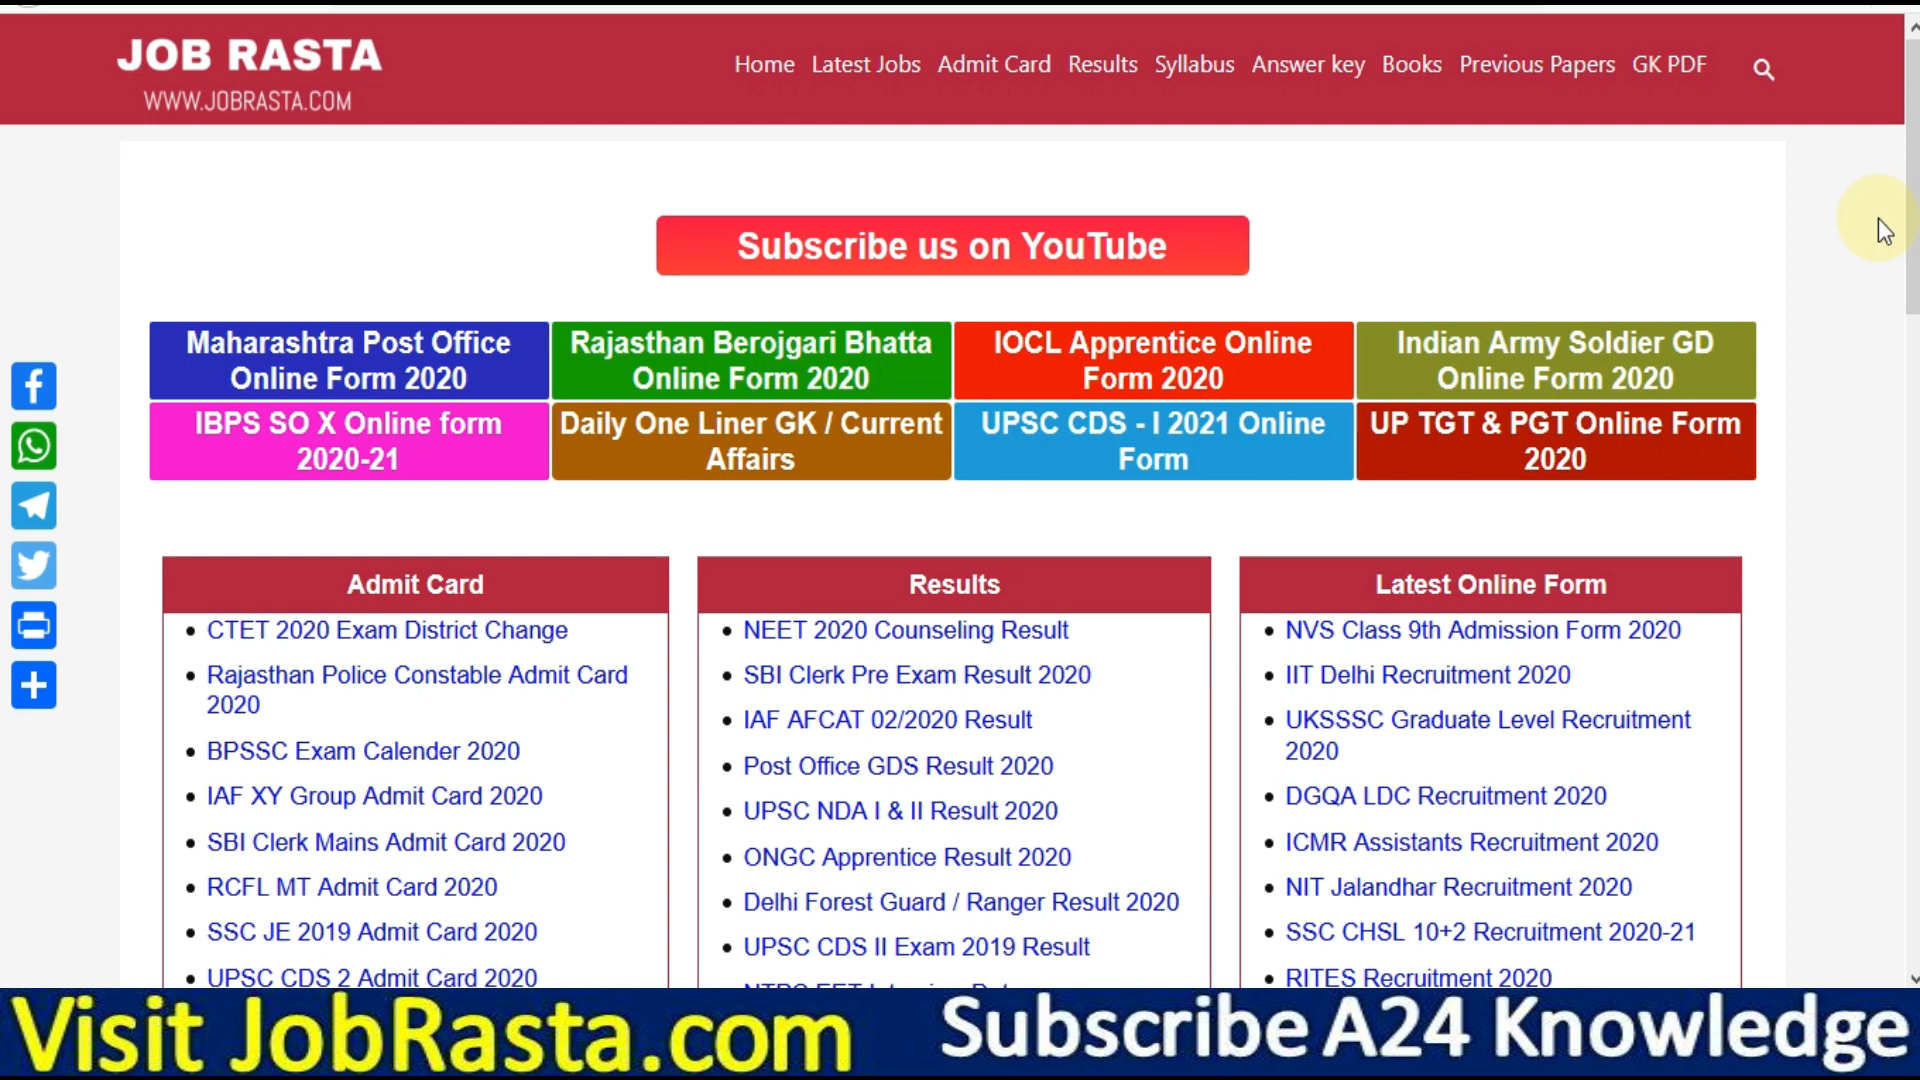 JOB RASTA
WWW.JOBRASTA.COM
Home Latest Jobs Admit Card Results Syllabus Answer key Books Previous Papers GK PDF
Subscribe us on YouTube
Maharashtra Post Office
Online Form 2020
Rajasthan Berojgari Bhatta
Online Form 2020
IOCL Apprentice Online
Form 2020
Indian Army Soldier GD
Online Form 2020
IBPS SO X Online form
2020-21
Daily One Liner GK / Current
Affairs
UPSC CDS - I 2021 Online
Form
UP TGT & PGT Online Form
2020
Admit Card
CTET 2020 Exam District Change
Rajasthan Police Constable Admit Card
2020
BPSSC Exam Calender 2020
IAF XY Group Admit Card 2020
SBI Clerk Mains Admit Card 2020
RCFL MT Admit Card 2020
SSC JE 2019 Admit Card 2020
UPSC CDS 2 Admit Card 2020
Results
NEET 2020 Counseling Result
SBI Clerk Pre Exam Result 2020
IAF AFCAT 02/2020 Result
Post Office GDS Result 2020
UPSC NDA I & II Result 2020
ONGC Apprentice Result 2020
Delhi Forest Guard / Ranger Result 2020
UPSC CDS II Exam 2019 Result
Latest Online Form
NVS Class 9th Admission Form 2020
IIT Delhi Recruitment 2020
UKSSSC Graduate Level Recruitment
2020
DGQA LDC Recruitment 2020
ICMR Assistants Recruitment 2020
NIT Jalandhar Recruitment 2020
SSC CHSL 10+2 Recruitment 2020-21
RITES Recruitment 2020
Visit JobRasta.com
Subscribe A24 Knowledge